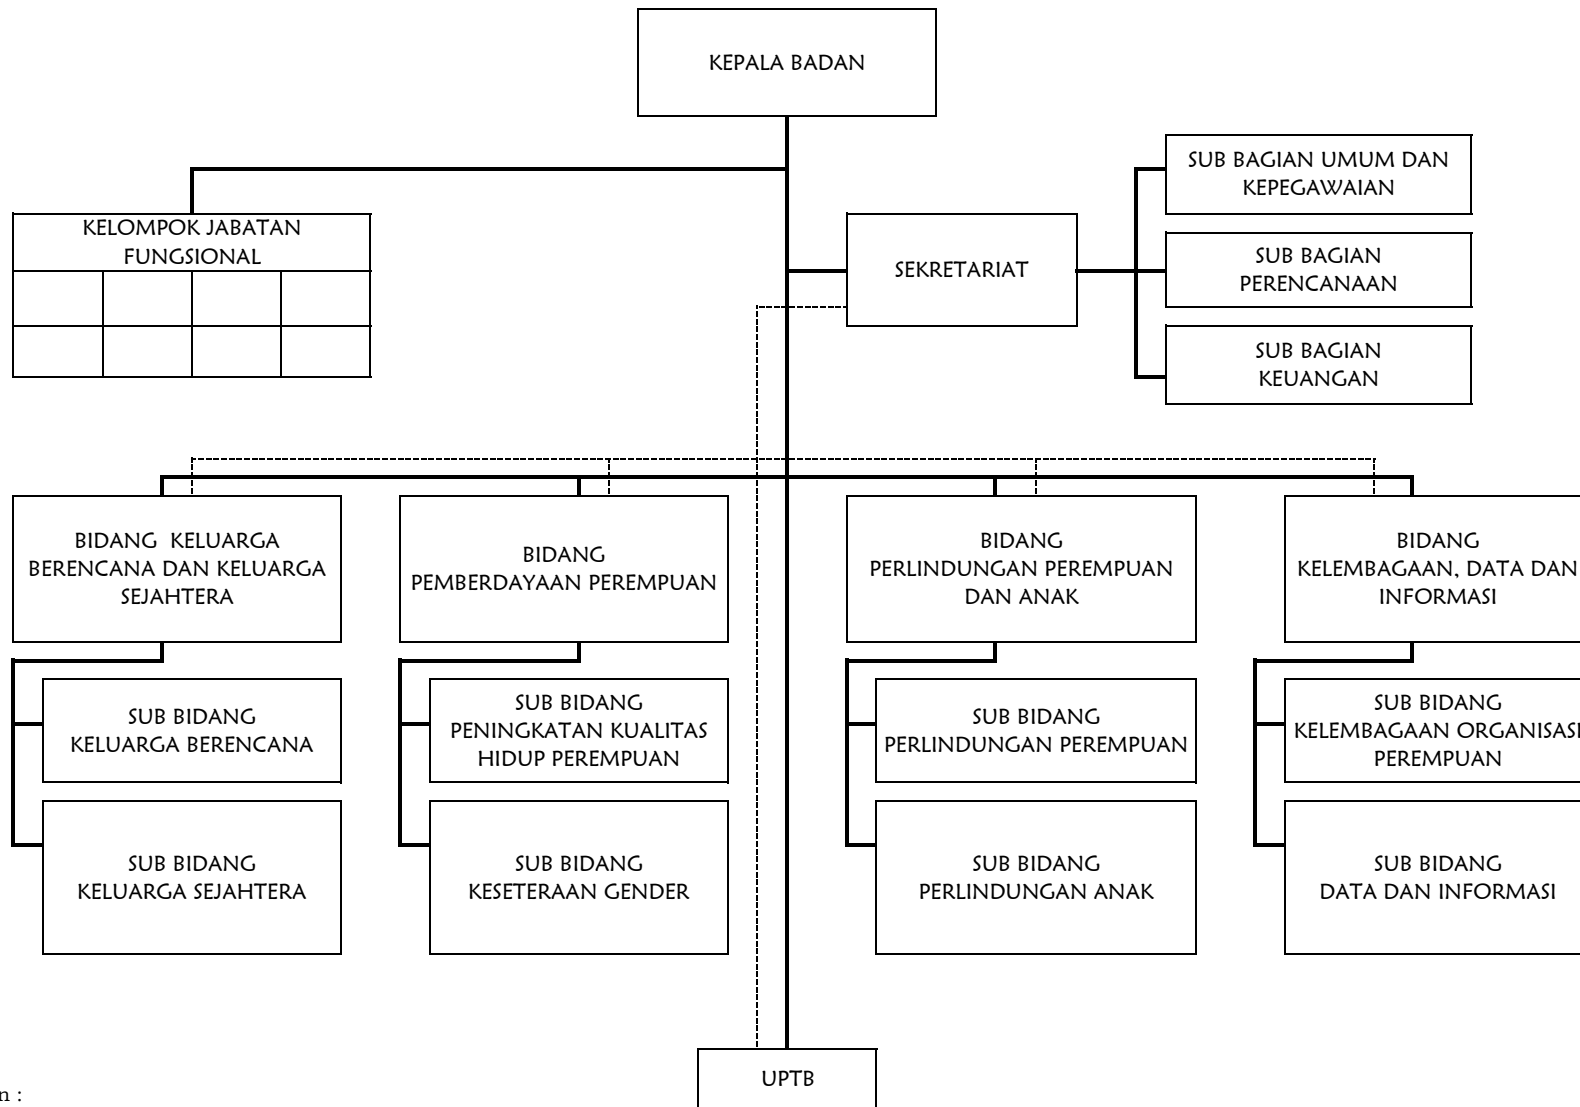 KEPALA BADAN
SUB BAGIAN UMUM DAN
KEPEGAWAIAN
KELOMPOK JABATAN
FUNGSIONAL
SEKRETARIAT
SUB BAGIAN
PERENCANAAN
SUB BAGIAN
KEUANGAN
BIDANG KELUARGA
BERENCANA DAN KELUARGA
SEJAHTERA
BIDANG
PEMBERDAYAAN PEREMPUAN
BIDANG
PERLINDUNGAN PEREMPUAN
DAN ANAK
BIDANG
KELEMBAGAAN, DATA DAN
INFORMASI
SUB BIDANG
KELUARGA BERENCANA
SUB BIDANG
PENINGKATAN KUALITAS
HIDUP PEREMPUAN
SUB BIDANG
PERLINDUNGAN PEREMPUAN
SUB BIDANG
KELEMBAGAAN ORGANISASI
PEREMPUAN
SUB BIDANG
KELUARGA SEJAHTERA
SUB BIDANG
KESETERAAN GENDER
SUB BIDANG
PERLINDUNGAN ANAK
SUB BIDANG
DATA DAN INFORMASI
UPTB
n :